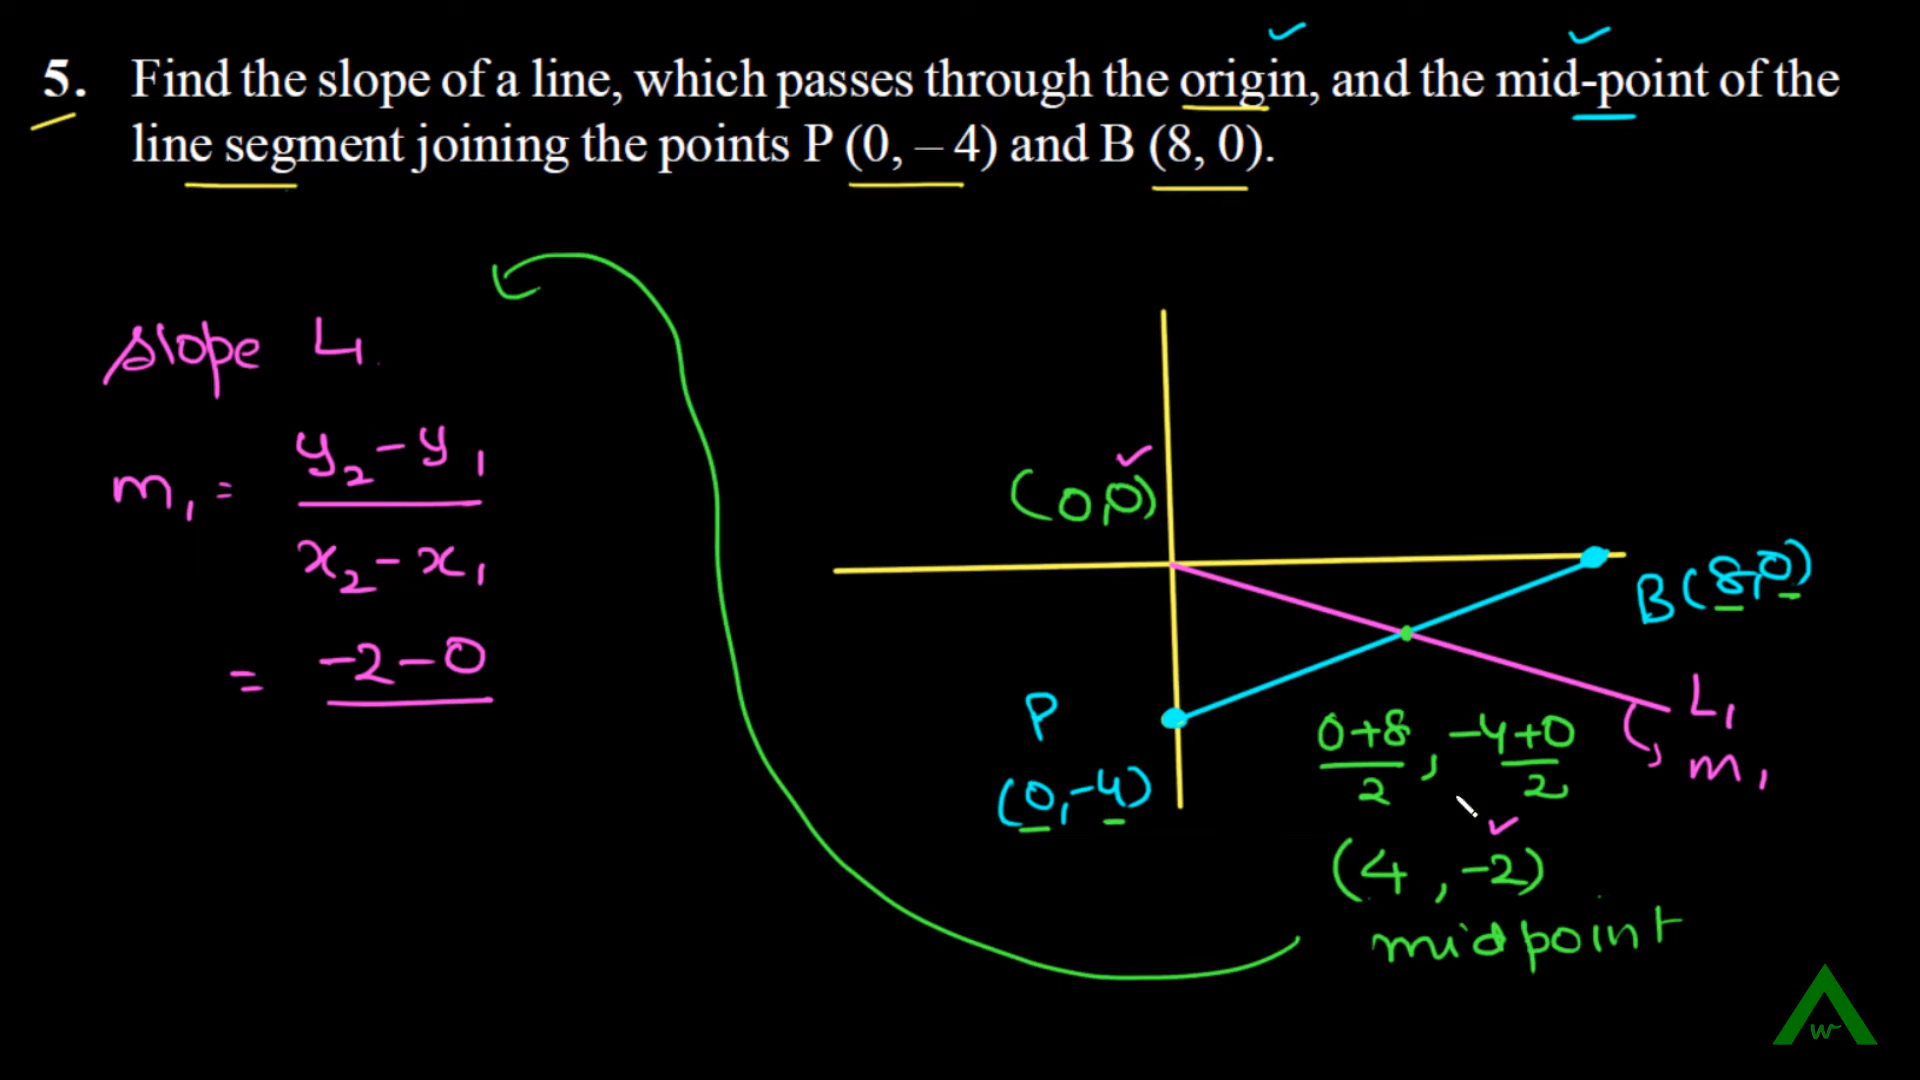 5. Find the slope of a line, which passes through the origin, and the mid-point of the
line segment joining the points P (0, – 4) and B (8, 0).
slope L1
m1 = y2 - y1
x2 - x1
= -2 - 0
(0,0)
B (8,0)
P
(0,-4)
L1
m1
0+8 , -4+0
2 2
(4 , -2)
midpoint
W